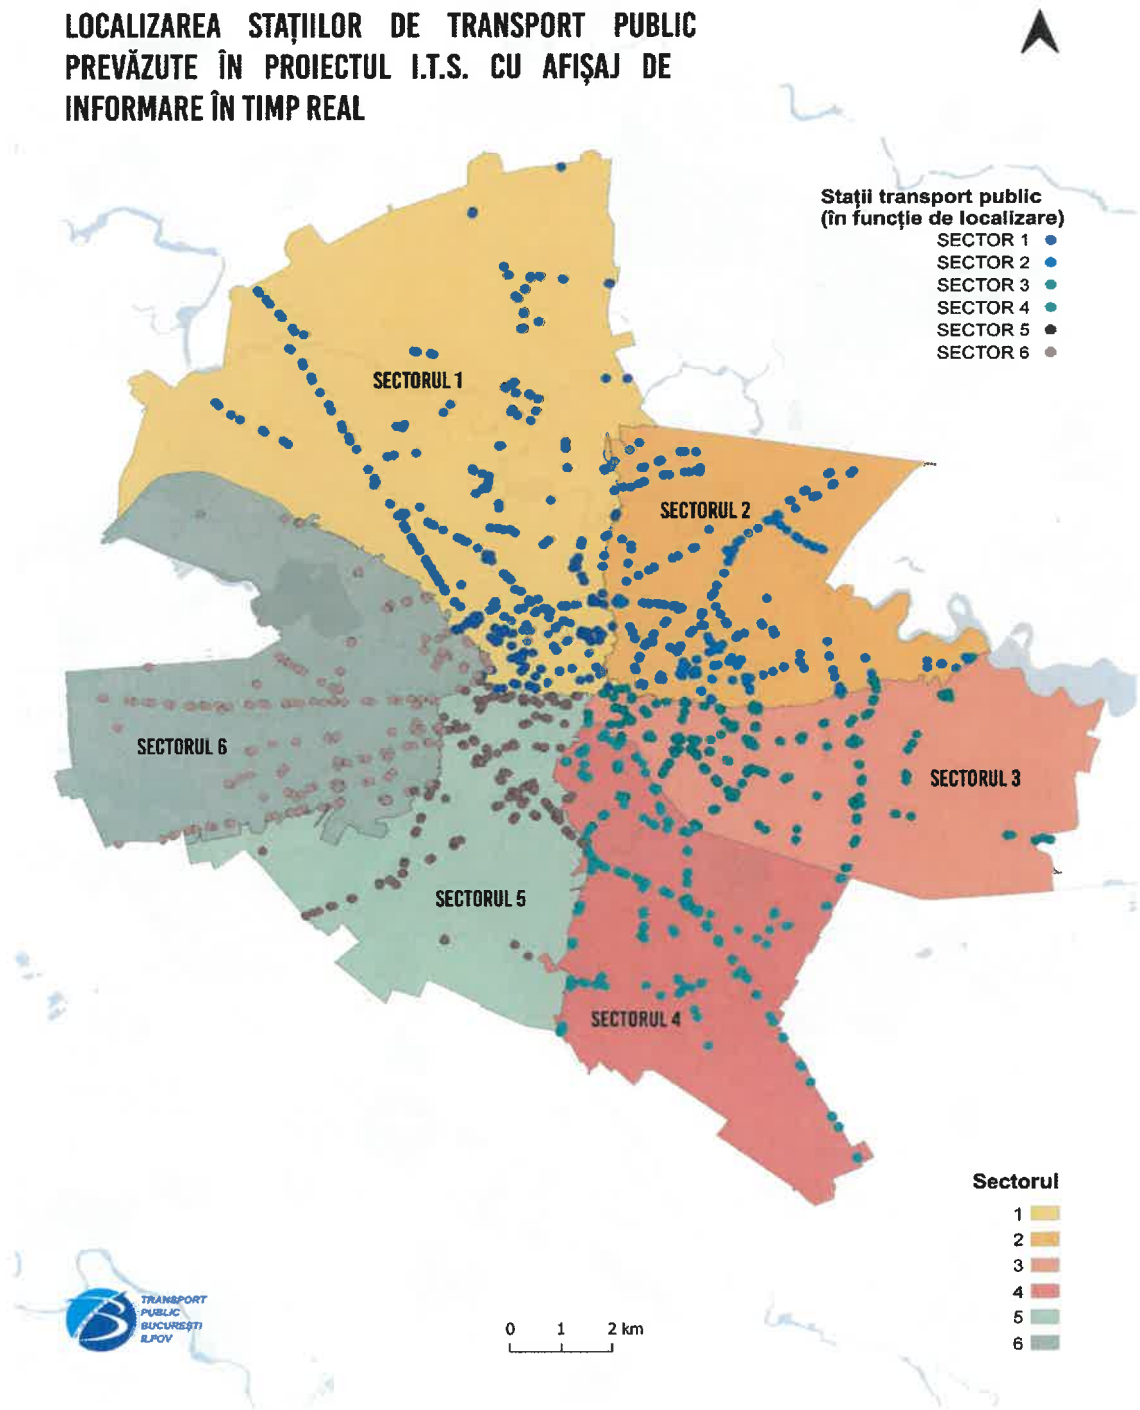 LOCALIZAREA STAȚIILOR DE TRANSPORT PUBLIC
PREVĂZUTE ÎN PROIECTUL I.T.S. CU AFIȘAJ DE
INFORMARE ÎN TIMP REAL
Stații transport public
(în funcție de localizare)
SECTOR 1
SECTOR 2
SECTOR 3
SECTOR 4
SECTOR 5
SECTOR 6
SECTORUL 1
SECTORUL 2
SECTORUL 6
SECTORUL 3
SECTORUL 5
SECTORUL 4
Sectorul
1
2
3
4
5
6
TRANSPORT
PUBLIC
BUCUREȘTI
ILFOV
0 1 2 km